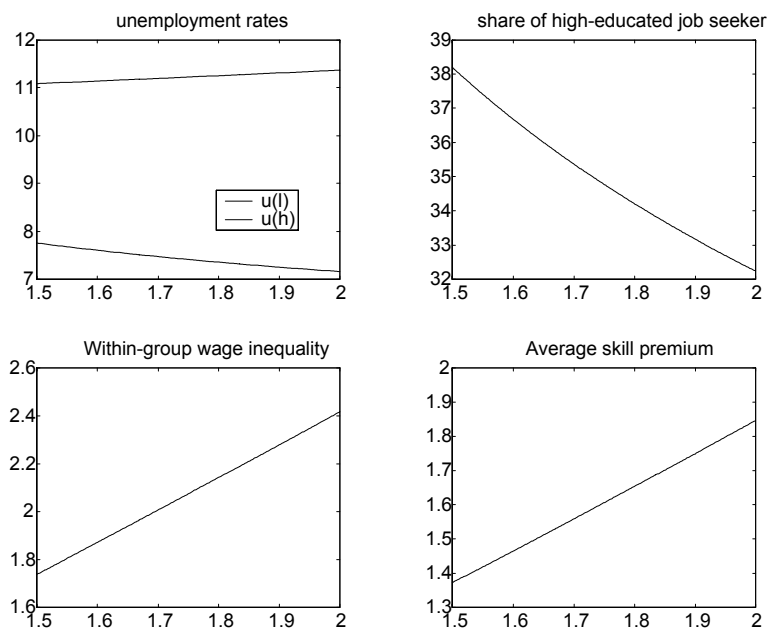 unemployment rates
12
11
10
9
8
7
u(l)
u(h)
1.5 1.6 1.7 1.8 1.9 2
share of high-educated job seeker
39
38
37
36
35
34
33
32
1.5 1.6 1.7 1.8 1.9 2
Within-group wage inequality
2.6
2.4
2.2
2
1.8
1.6
1.5 1.6 1.7 1.8 1.9 2
Average skill premium
2
1.9
1.8
1.7
1.6
1.5
1.4
1.3
1.5 1.6 1.7 1.8 1.9 2